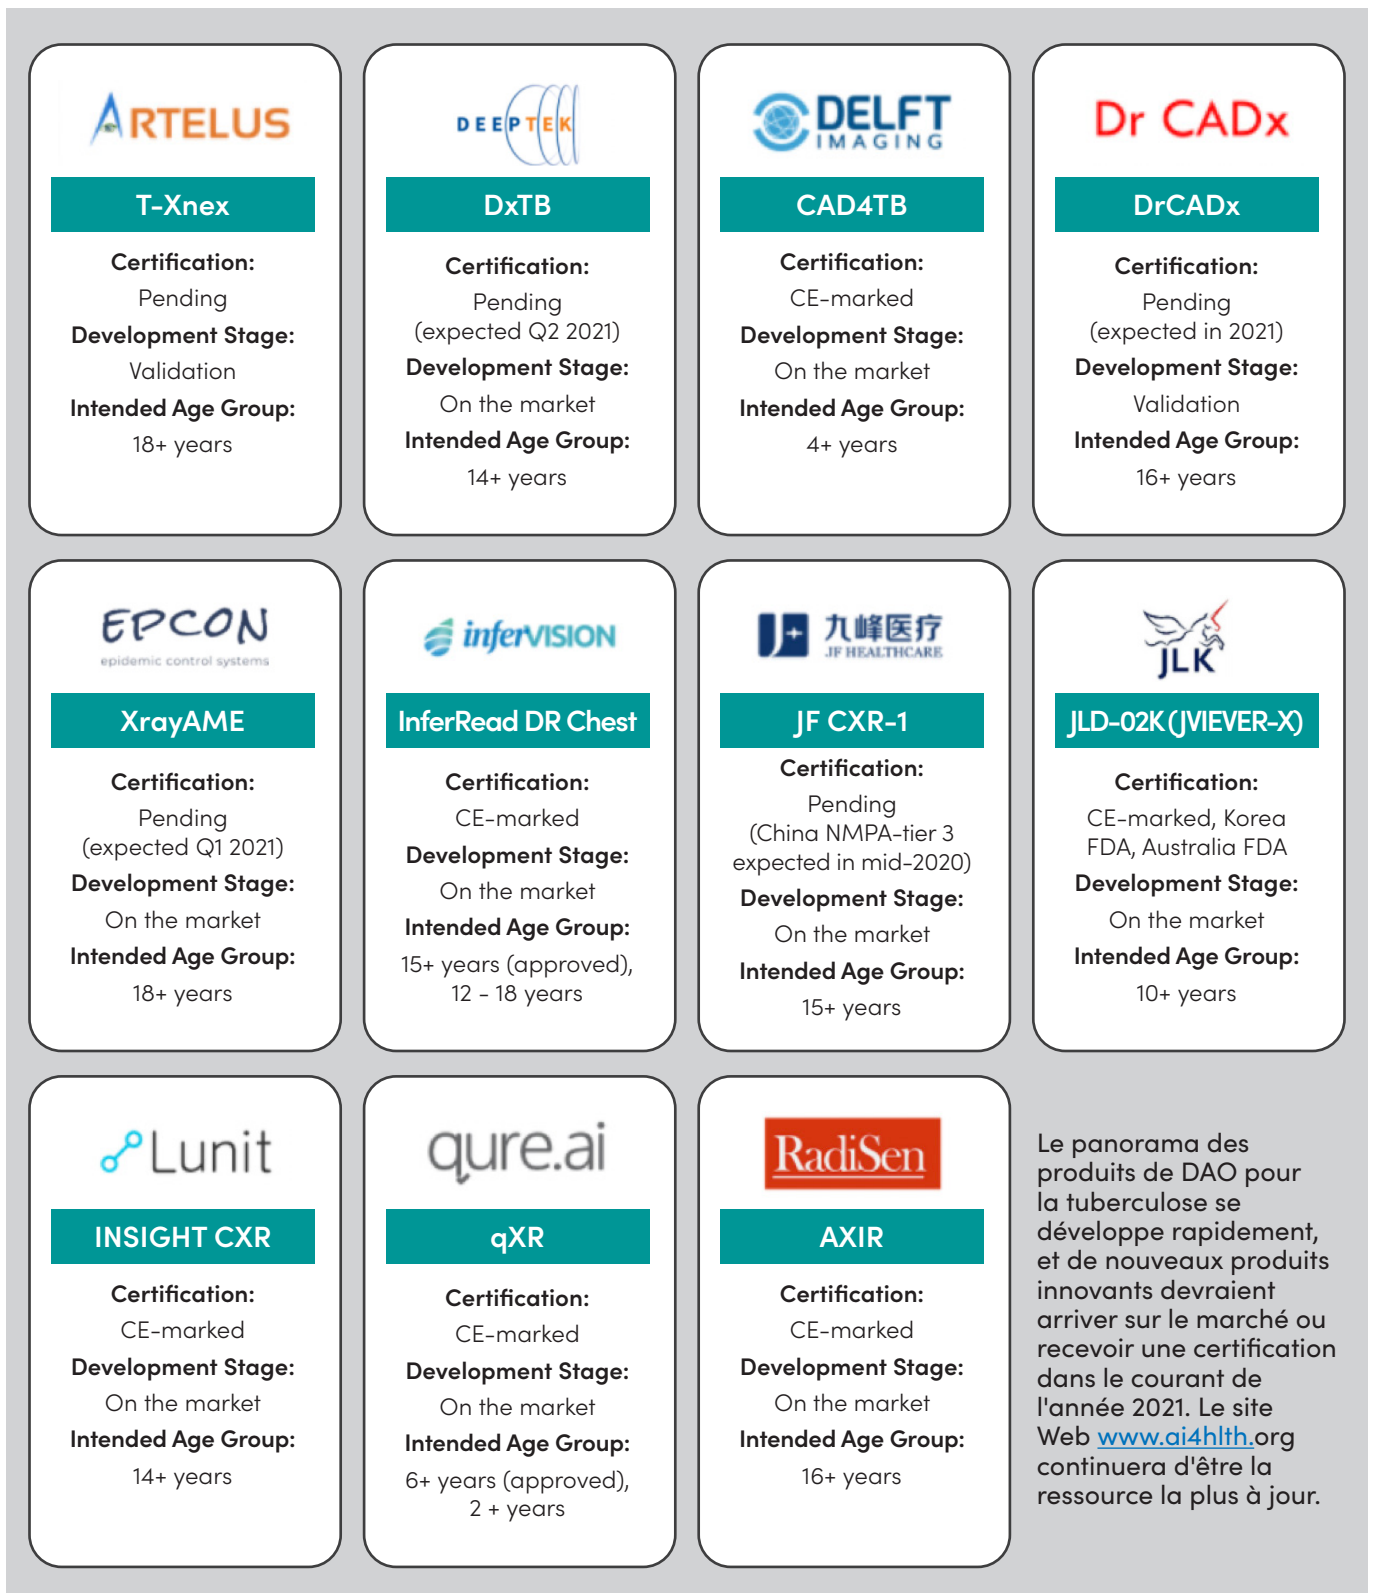 ARTELUS
T-Xnex
Certification:
Pending
Development Stage:
Validation
Intended Age Group:
18+ years
DEEPTEK
DxTB
Certification:
Pending
(expected Q2 2021)
Development Stage:
On the market
Intended Age Group:
14+ years
DELFT
IMAGING
CAD4TB
Certification:
CE-marked
Development Stage:
On the market
Intended Age Group:
4+ years
Dr CADx
DrCADx
Certification:
Pending
(expected in 2021)
Development Stage:
Validation
Intended Age Group:
16+ years
EPCON
epidemic control systems
XrayAME
Certification:
Pending
(expected Q1 2021)
Development Stage:
On the market
Intended Age Group:
18+ years
inferVISION
InferRead DR Chest
Certification:
CE-marked
Development Stage:
On the market
Intended Age Group:
15+ years (approved),
12 - 18 years
九峰医疗
JF HEALTHCARE
JF CXR-1
Certification:
Pending
(China NMPA-tier 3
expected in mid-2020)
Development Stage:
On the market
Intended Age Group:
15+ years
JLK
JLD-02K (JVIEVER-X)
Certification:
CE-marked, Korea
FDA, Australia FDA
Development Stage:
On the market
Intended Age Group:
10+ years
Lunit
INSIGHT CXR
Certification:
CE-marked
Development Stage:
On the market
Intended Age Group:
14+ years
qure.ai
qXR
Certification:
CE-marked
Development Stage:
On the market
Intended Age Group:
6+ years (approved),
2 + years
RadiSen
AXIR
Certification:
CE-marked
Development Stage:
On the market
Intended Age Group:
16+ years
Le panorama des
produits de DAO pour
la tuberculose se
développe rapidement,
et de nouveaux produits
innovants devraient
arriver sur le marché ou
recevoir une certification
dans le courant de
l'année 2021. Le site
Web www.ai4hlth.org
continuera d'être la
ressource la plus à jour.